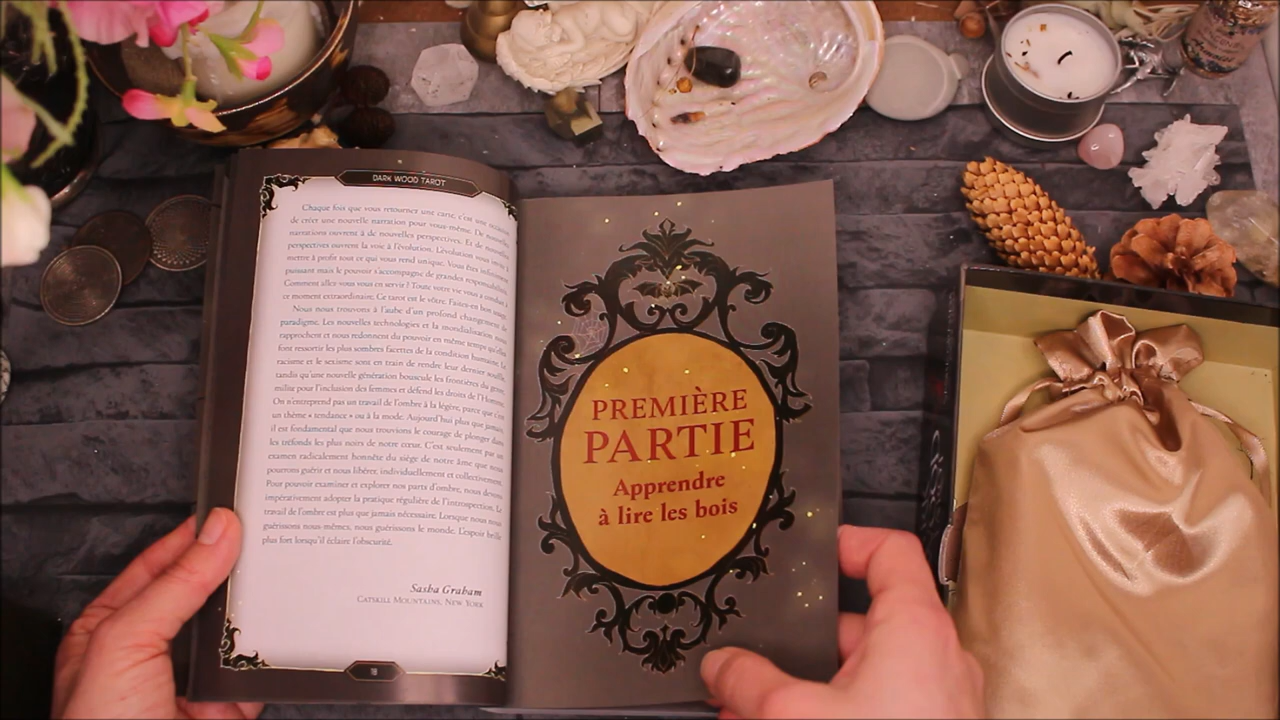 DARK WOOD TAROT
Chaque fois que vous retournez une carte, c'est une occasion
de créer une nouvelle narration pour vous-même. De nouvelles
narrations ouvrent à de nouvelles perspectives. Et de nouvelles
perspectives ouvrent la voie à l'évolution. L'évolution vous invite à
mettre à profit tout ce qui vous rend unique. Vous êtes infiniment
puissant mais le pouvoir s'accompagne de grandes responsabilités.
Comment allez-vous vous en servir ? Toute votre vie vous a conduit à
ce moment extraordinaire. Ce tarot est le vôtre. Faites-en bon usage.
Nous nous trouvons à l'aube d'un profond changement de
paradigme. Les nouvelles technologies et la mondialisation nous
rapprochent et nous redonnent du pouvoir en même temps qu'elles
font ressortir les plus sombres facettes de la condition humaine. Le
racisme et le sexisme sont en train de rendre leur dernier souffle
tandis qu'une nouvelle génération bouscule les frontières du genre,
milite pour l'inclusion des femmes et défend les droits de l'Homme.
On n'entreprend pas un travail de l'ombre à la légère, parce que c'est
un thème « tendance » ou à la mode. Aujourd'hui plus que jamais,
il est fondamental que nous trouvions le courage de plonger dans
les tréfonds les plus noirs de notre cœur. C'est seulement par un
examen radicalement honnête du siège de notre âme que nous
pourrons guérir et nous libérer, individuellement et collectivement.
Pour pouvoir examiner et explorer nos parts d'ombre, nous devons
impérativement adopter la pratique régulière de l'introspection. Le
travail de l'ombre est plus que jamais nécessaire. Lorsque nous nous
guérissons nous-mêmes, nous guérissons le monde. L'espoir brille
plus fort lorsqu'il éclaire l'obscurité.
Sasha Graham
Catskill Mountains, New York
18
PREMIÈRE
PARTIE
Apprendre
à lire les bois